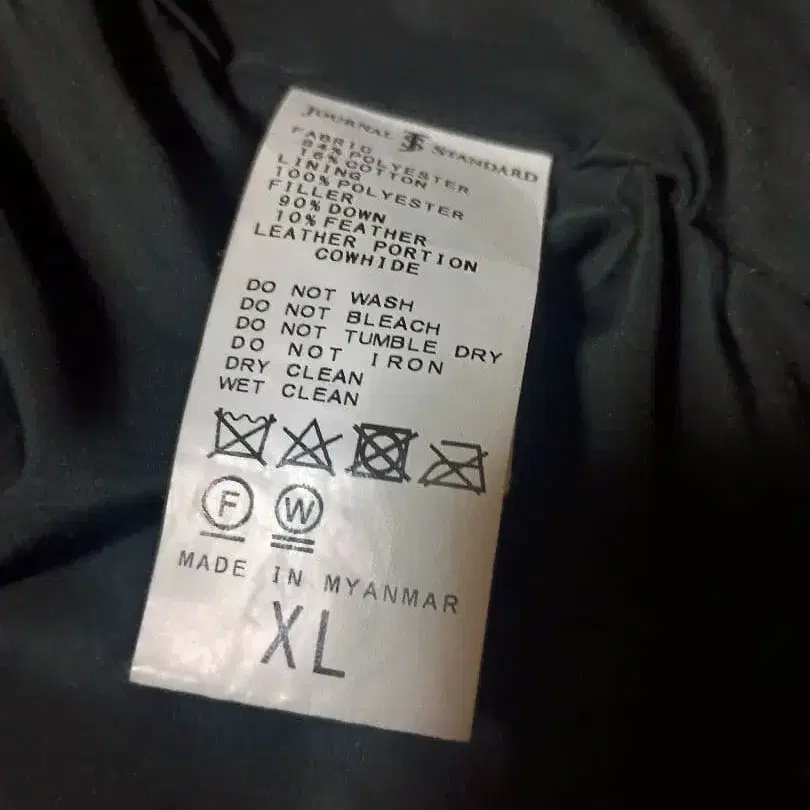 JOURNAL JS STANDARD
FABRIC
84% POLYESTER
16% COTTON
LINING
100% POLYESTER
FILLER
90% DOWN
10% FEATHER
LEATHER PORTION
COWHIDE
DO NOT WASH
DO NOT BLEACH
DO NOT TUMBLE DRY
DO NOT IRON
DRY CLEAN
WET CLEAN
F W
MADE IN MYANMAR
XL